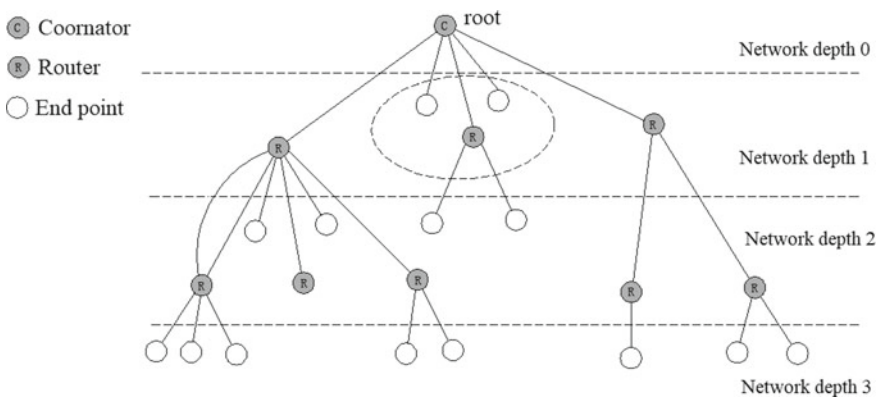 C Coornator
R Router
End point
C root
Network depth 0
R
R
R
Network depth 1
Network depth 2
R
R
R
R
R
Network depth 3